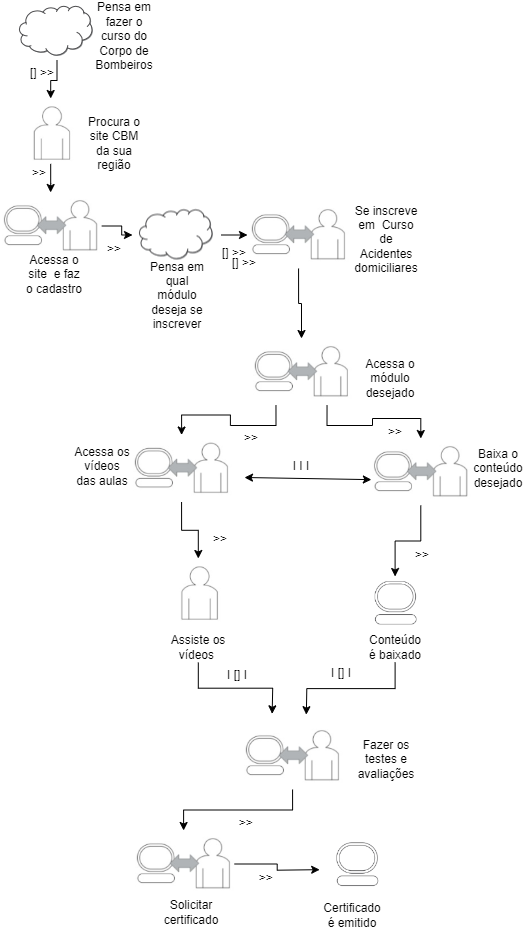 Pensa em
fazer o
curso do
Corpo de
Bombeiros
[] >>
Procura o
site CBM
da sua
região
>>
Acessa o
site e faz
o cadastro
>>
Pensa em
qual
módulo
deseja se
inscrever
[] >>
[] >>
Se inscreve
em Curso
de
Acidentes
domiciliares
Acessa o
módulo
desejado
>>
>>
Acessa os
vídeos
das aulas
| | |
Baixa o
conteúdo
desejado
>>
>>
Assiste os
vídeos
Conteúdo
é baixado
| [] |
| [] |
Fazer os
testes e
avaliações
>>
Solicitar
certificado
>>
Certificado
é emitido